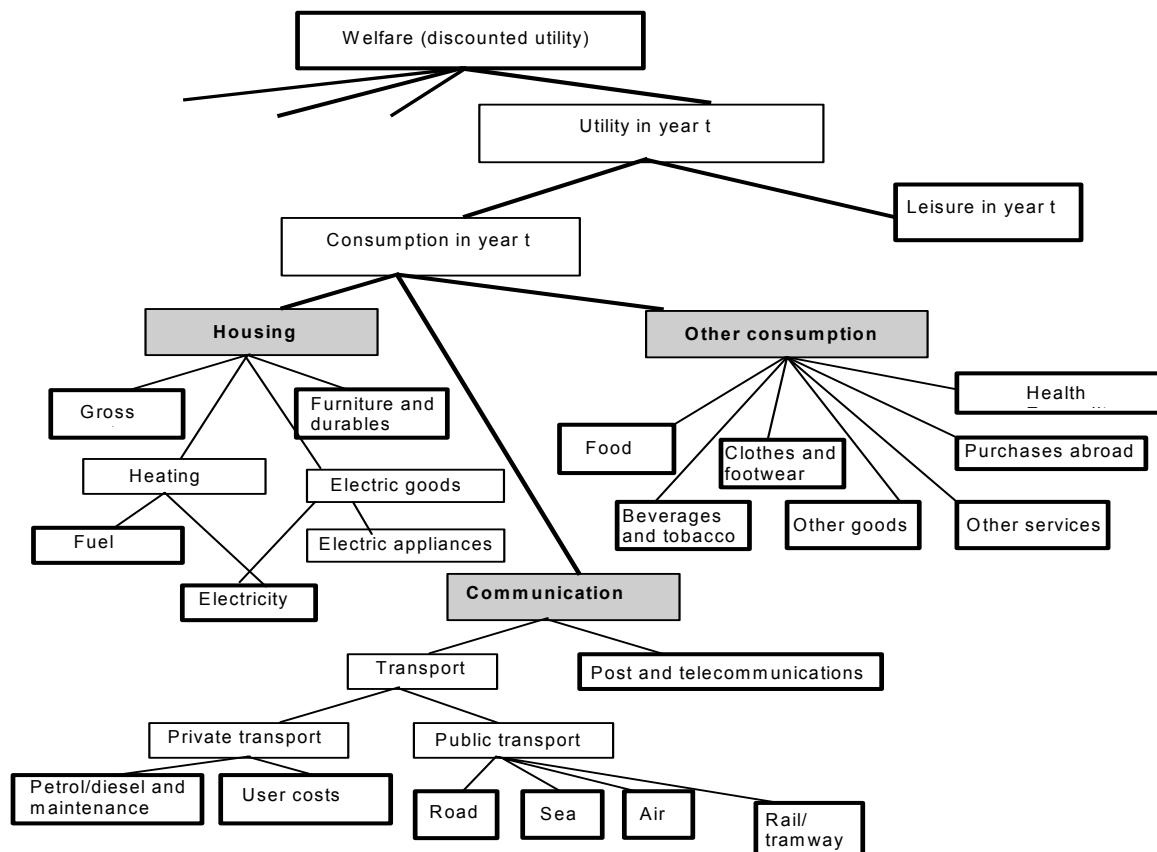 Welfare (discounted utility)
Utility in year t
Leisure in year t
Consumption in year t
Housing
Other consumption
Gross
Furniture and
durables
Health
Food
Clothes and
footwear
Purchases abroad
Heating
Electric goods
Beverages
and tobacco
Other goods
Other services
Fuel
Electric appliances
Electricity
Communication
Transport
Post and telecommunications
Private transport
Public transport
Petrol/diesel and
maintenance
User costs
Road
Sea
Air
Rail/
tramway